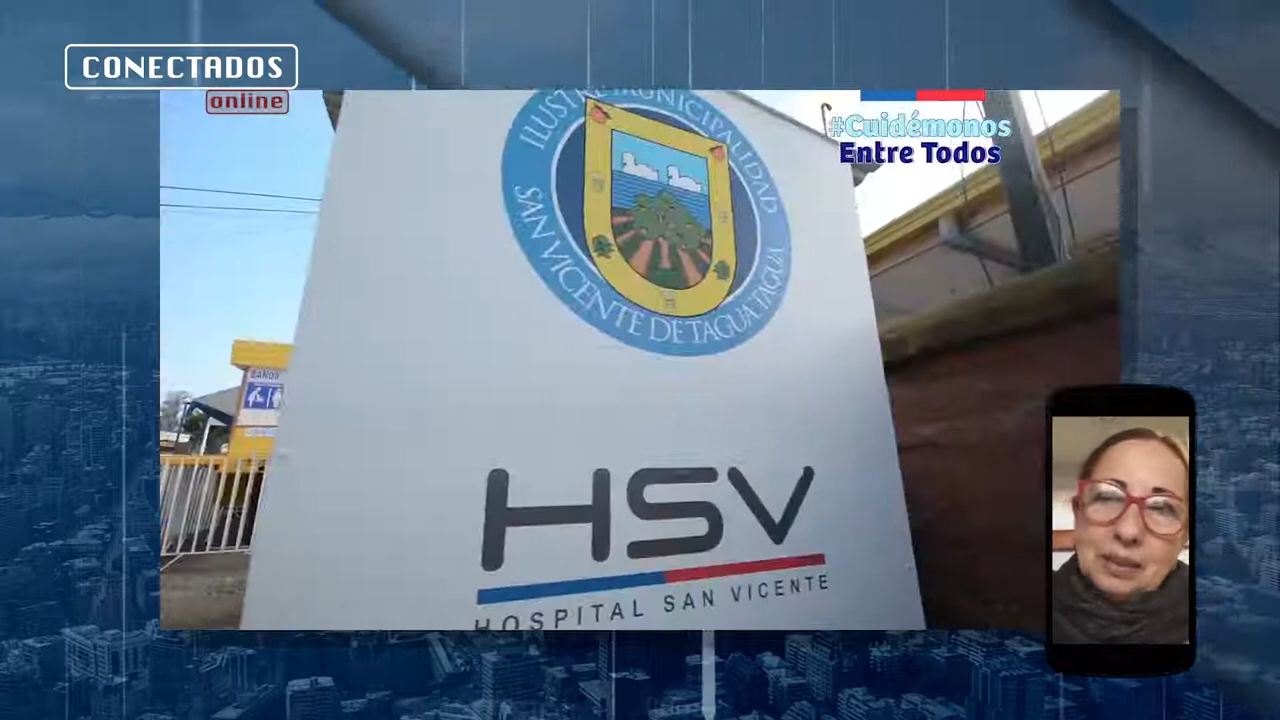 CONECTADOS
online
#Cuidémonos
Entre Todos
ILUSTRE MUNICIPALIDAD
SAN VICENTE DE TAGUA TAGUA
BAÑOS
HSV
HOSPITAL SAN VICENTE